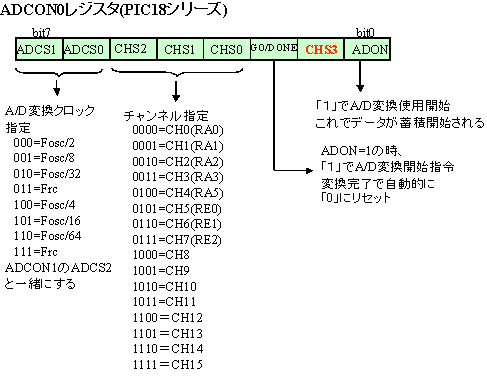 ADCON0レジスタ(PIC18シリーズ)
bit7 bit0
ADCS1 ADCS0 CHS2 CHS1 CHS0 GO/DONE CHS3 ADON
A/D変換クロック
指定
000=Fosc/2
001=Fosc/8
010=Fosc/32
011=Frc
100=Fosc/4
101=Fosc/16
110=Fosc/64
111=Frc
ADCON1のADCS2
と一緒にする
チャンネル指定
0000=CH0(RA0)
0001=CH1(RA1)
0010=CH2(RA2)
0011=CH3(RA3)
0100=CH4(RA5)
0101=CH5(RE0)
0110=CH6(RE1)
0111=CH7(RE2)
1000=CH8
1001=CH9
1010=CH10
1011=CH11
1100＝CH12
1101＝CH13
1110＝CH14
1111＝CH15
「１」でA/D変換使用開始
これでデータが蓄積開始される
ADON=1の時、
「１」でA/D変換開始指令
変換完了で自動的に
「0」にリセット